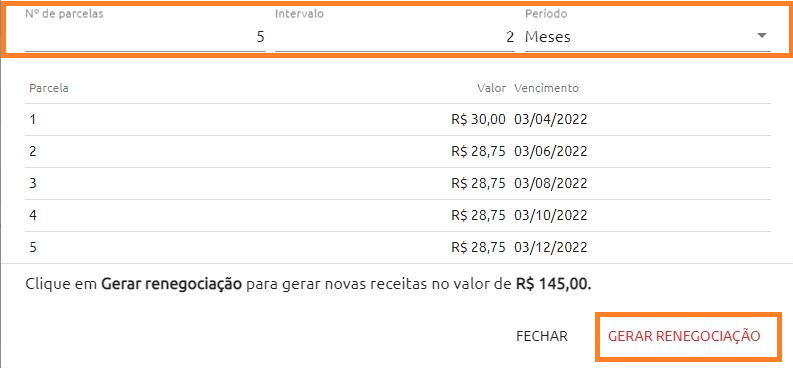 Nº de parcelas Intervalo Período
5 2 Meses
Parcela Valor Vencimento
1 R$ 30,00 03/04/2022
2 R$ 28,75 03/06/2022
3 R$ 28,75 03/08/2022
4 R$ 28,75 03/10/2022
5 R$ 28,75 03/12/2022
Clique em Gerar renegociação para gerar novas receitas no valor de R$ 145,00.
FECHAR GERAR RENEGOCIAÇÃO